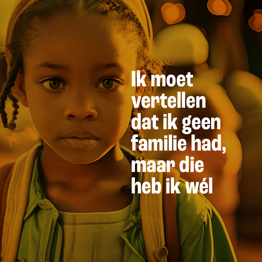 Ik moet
vertellen
dat ik geen
familie had,
maar die
heb ik wél